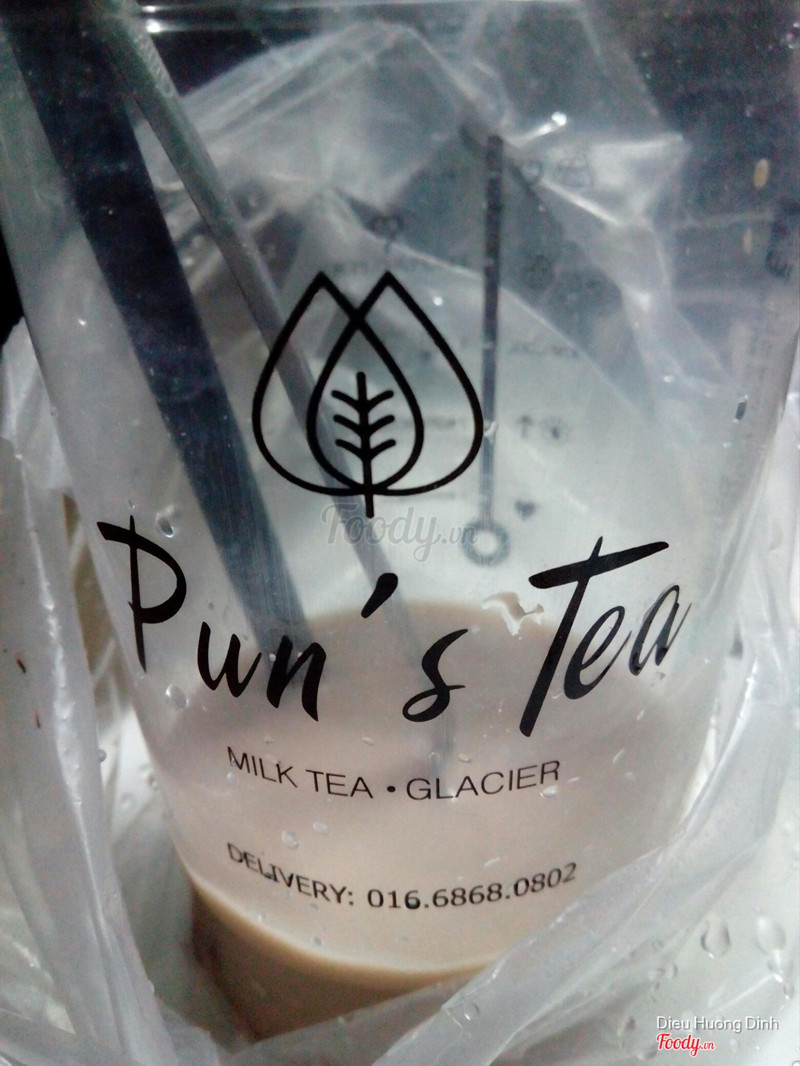 Foody.vn
Pun's Tea
MILK TEA • GLACIER
DELIVERY: 016.6868.0802
Dieu Huong Dinh
Foody.vn